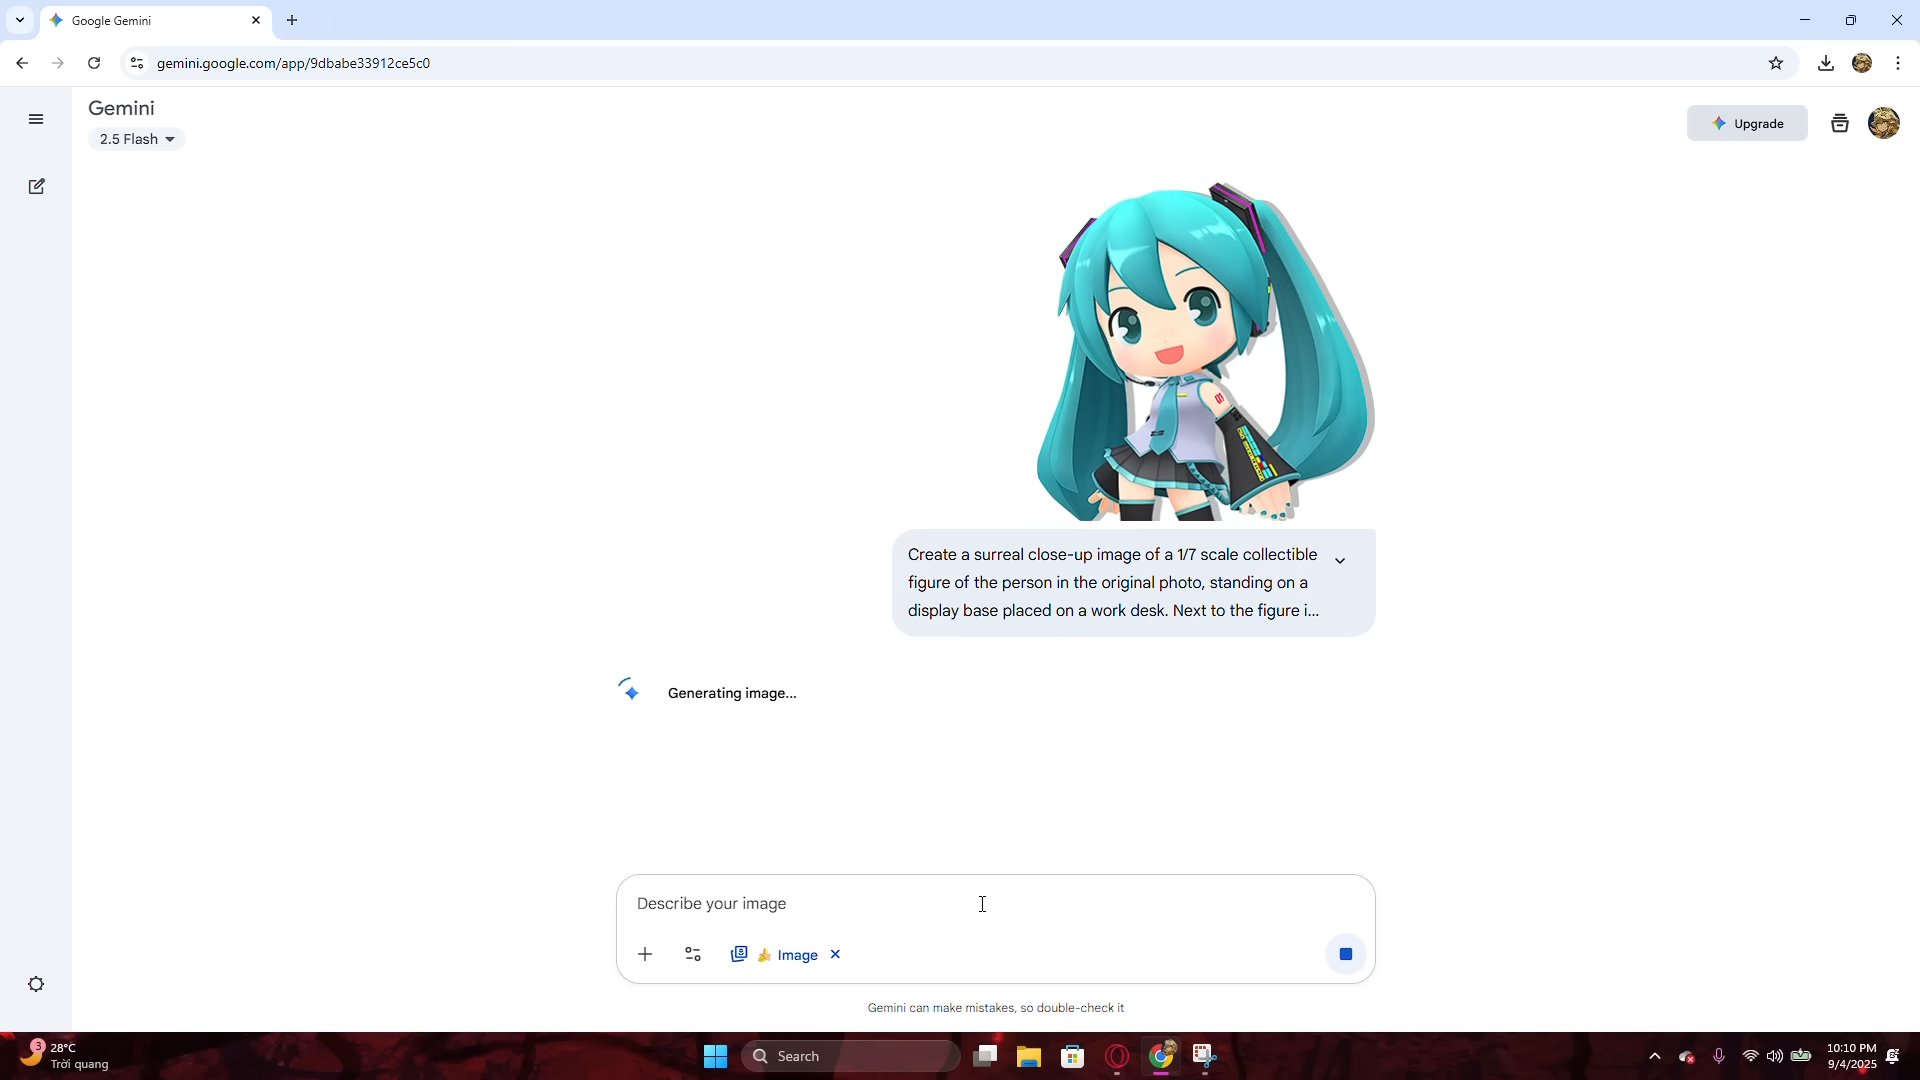 Google Gemini
gemini.google.com/app/9dbabe33912ce5c0
Gemini
2.5 Flash
Upgrade
01
Create a surreal close-up image of a 1/7 scale collectible
figure of the person in the original photo, standing on a
display base placed on a work desk. Next to the figure i...
Generating image...
Describe your image
Image
Gemini can make mistakes, so double-check it
3
28°C
Trời quang
Search
10:10 PM
9/4/2025